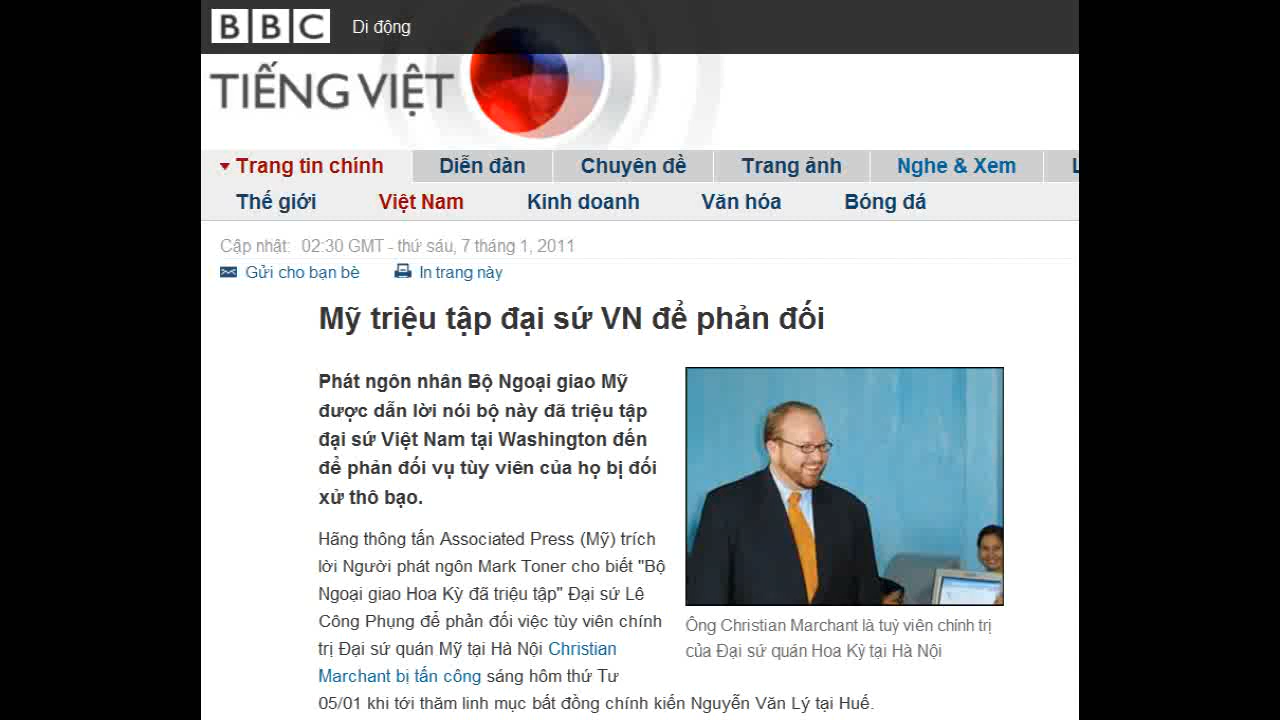 BBC Di động
TIẾNG VIỆT
Trang tin chính Diễn đàn Chuyên đề Trang ảnh Nghe & Xem L
Thế giới Việt Nam Kinh doanh Văn hóa Bóng đá
Cập nhật: 02:30 GMT - thứ sáu, 7 tháng 1, 2011
Gửi cho bạn bè In trang này
Mỹ triệu tập đại sứ VN để phản đối
Phát ngôn nhân Bộ Ngoại giao Mỹ
được dẫn lời nói bộ này đã triệu tập
đại sứ Việt Nam tại Washington đến
để phản đối vụ tùy viên của họ bị đối
xử thô bạo.
Hãng thông tấn Associated Press (Mỹ) trích
lời Người phát ngôn Mark Toner cho biết "Bộ
Ngoại giao Hoa Kỳ đã triệu tập" Đại sứ Lê
Công Phụng để phản đối việc tùy viên chính
trị Đại sứ quán Mỹ tại Hà Nội Christian
Marchant bị tấn công sáng hôm thứ Tư
05/01 khi tới thăm linh mục bất đồng chính kiến Nguyễn Văn Lý tại Huế.
Ông Christian Marchant là tuỳ viên chính trị
của Đại sứ quán Hoa Kỳ tại Hà Nội